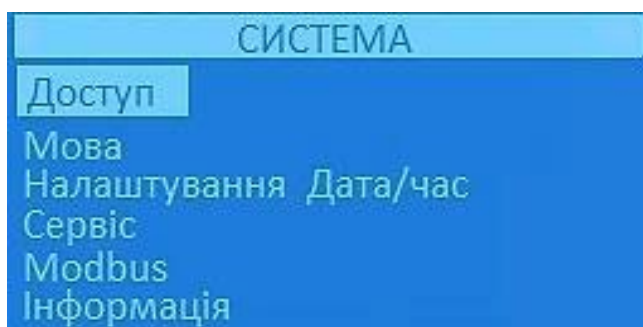 СИСТЕМА
Доступ
Мова
Налаштування Дата/час
Сервіс
Modbus
Інформація